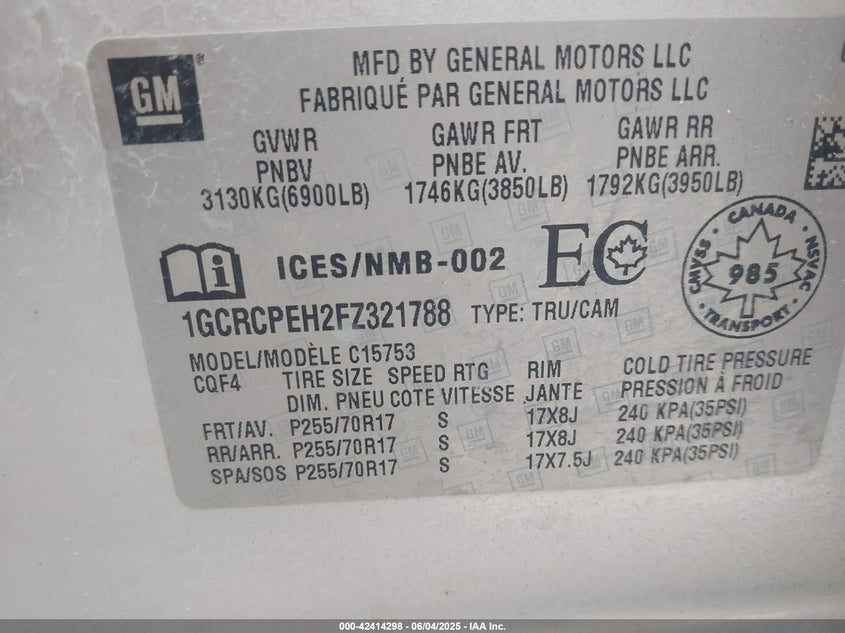 GM
MFD BY GENERAL MOTORS LLC
FABRIQUÉ PAR GENERAL MOTORS LLC
GVWR GAWR FRT GAWR RR
PNBV PNBE AV. PNBE ARR.
3130KG(6900LB) 1746KG(3850LB) 1792KG(3950LB)
ICES/NMB-002 EC
CANADA
CMVSS 985 NSVAC
TRANSPORT
1GCRCPEH2FZ321788 TYPE: TRU/CAM
MODEL/MODÈLE C15753
CQF4 TIRE SIZE SPEED RTG RIM COLD TIRE PRESSURE
DIM. PNEU COTE VITESSE JANTE PRESSION À FROID
FRT/AV. P255/70R17 S 17X8J 240 KPA(35PSI)
RR/ARR. P255/70R17 S 17X8J 240 KPA(35PSI)
SPA/SOS P255/70R17 S 17X7.5J 240 KPA(35PSI)
000-42414298 - 06/04/2025 - IAA Inc.